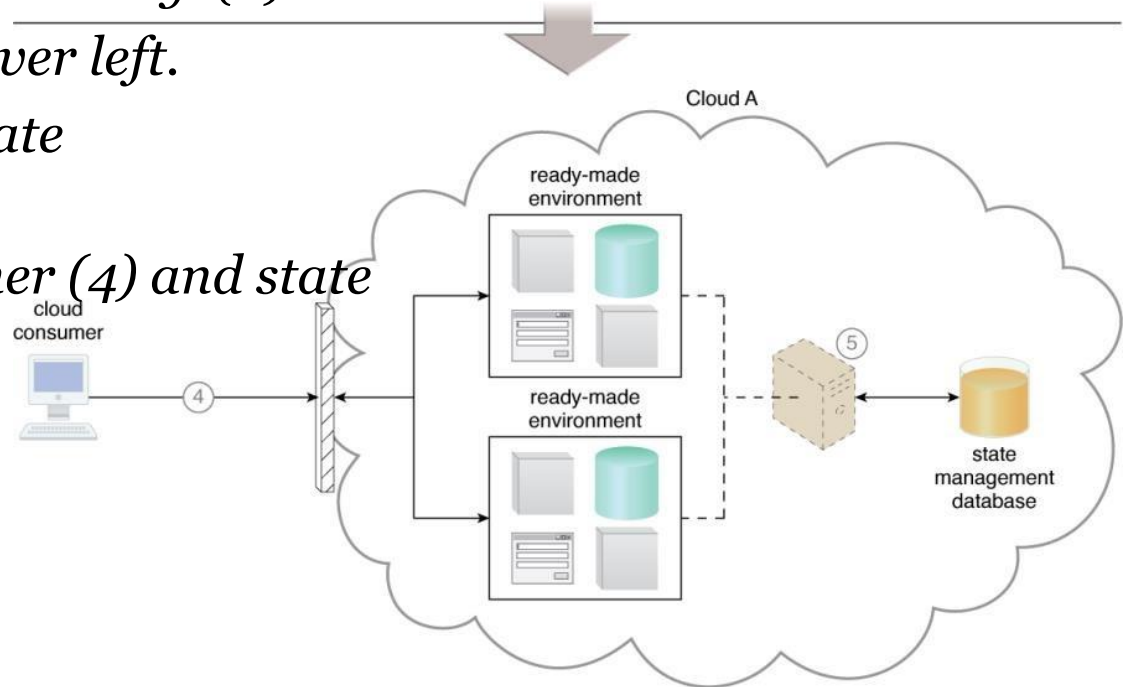 ver left.
ate
er (4) and state
Cloud A
ready-made
environment
cloud
consumer
4
5
ready-made
environment
state
management
database